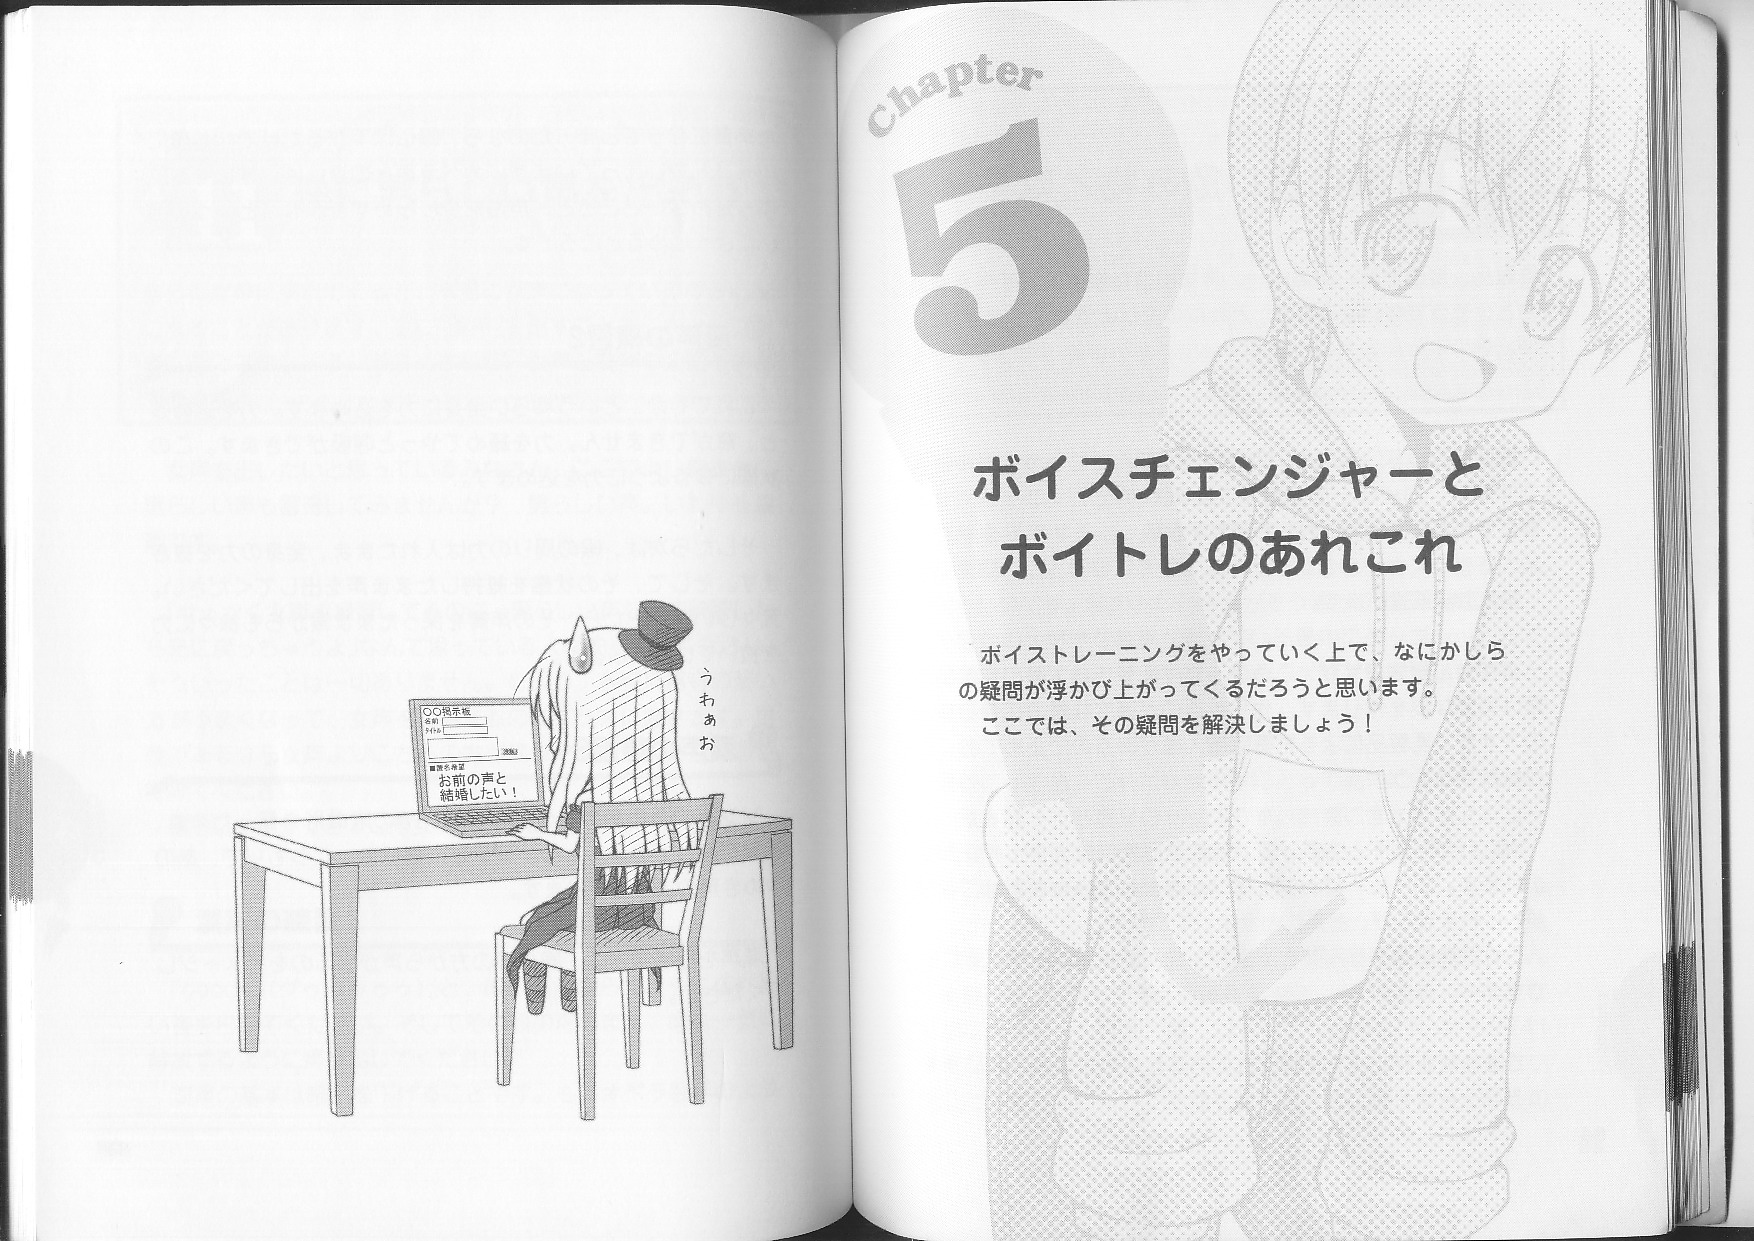 〇〇掲示板
名前
タイトル
■匿名希望
お前の声と
結婚したい！
うわぁお
Chapter
5
ボイスチェンジャーと
ボイトレのあれこれ
ボイストレーニングをやっていく上で、なにかしら
の疑問が浮かび上がってくるだろうと思います。
ここでは、その疑問を解決しましょう！